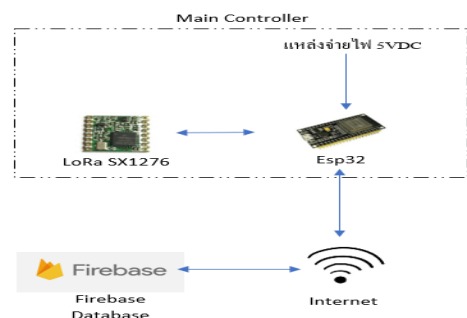 Main Controller
แหล่งจ่ายไฟ 5VDC
LoRa SX1276
Esp32
Firebase
Firebase
Database
Internet